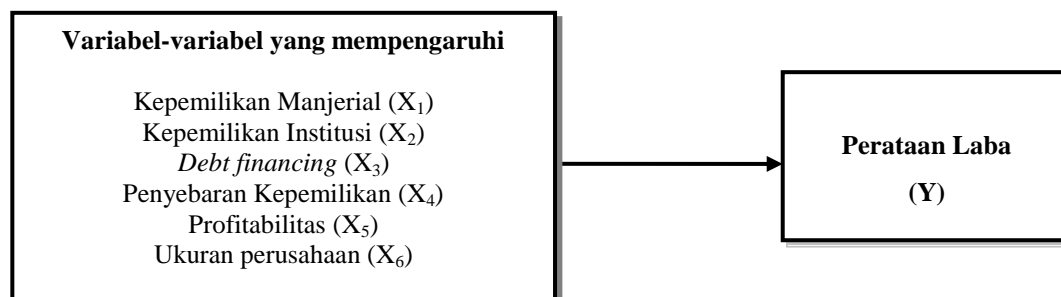 Variabel-variabel yang mempengaruhi
Kepemilikan Manjerial (X₁)
Kepemilikan Institusi (X₂)
Debt financing (X₃)
Penyebaran Kepemilikan (X₄)
Profitabilitas (X₅)
Ukuran perusahaan (X₆)
Perataan Laba
(Y)